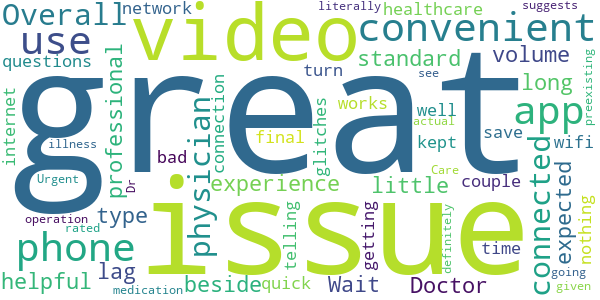 Overall
network
video
literally
healthcare
suggests
convenient
use
questions
turn
standard
volume
see
long
preexisting
great
internet
professional
physician
connection
glitches
works
app
well
actual
save
wifi
final
bad
kept
illness
Urgent
Dr
experience
little
Care
couple
connected
expected
nothing
operation
rated
type
issue
telling
getting
definitely
time
phone
lag
going
helpful
medication
beside
quick
Wait
Doctor
given